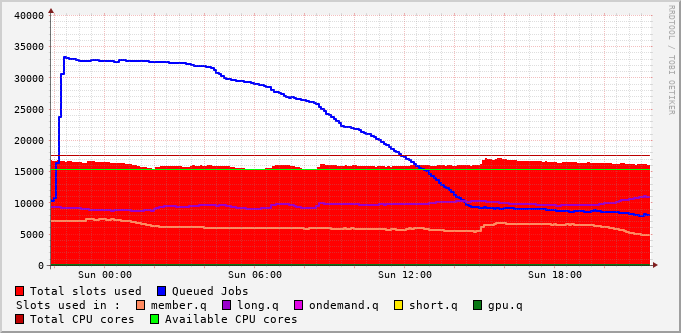 40000
35000
30000
25000
20000
15000
10000
5000
0
Sun 00:00 Sun 06:00 Sun 12:00 Sun 18:00
RRDTOOL / TOBI OETIKER
Total slots used Queued Jobs
Slots used in : member.q long.q ondemand.q short.q gpu.q
Total CPU cores Available CPU cores